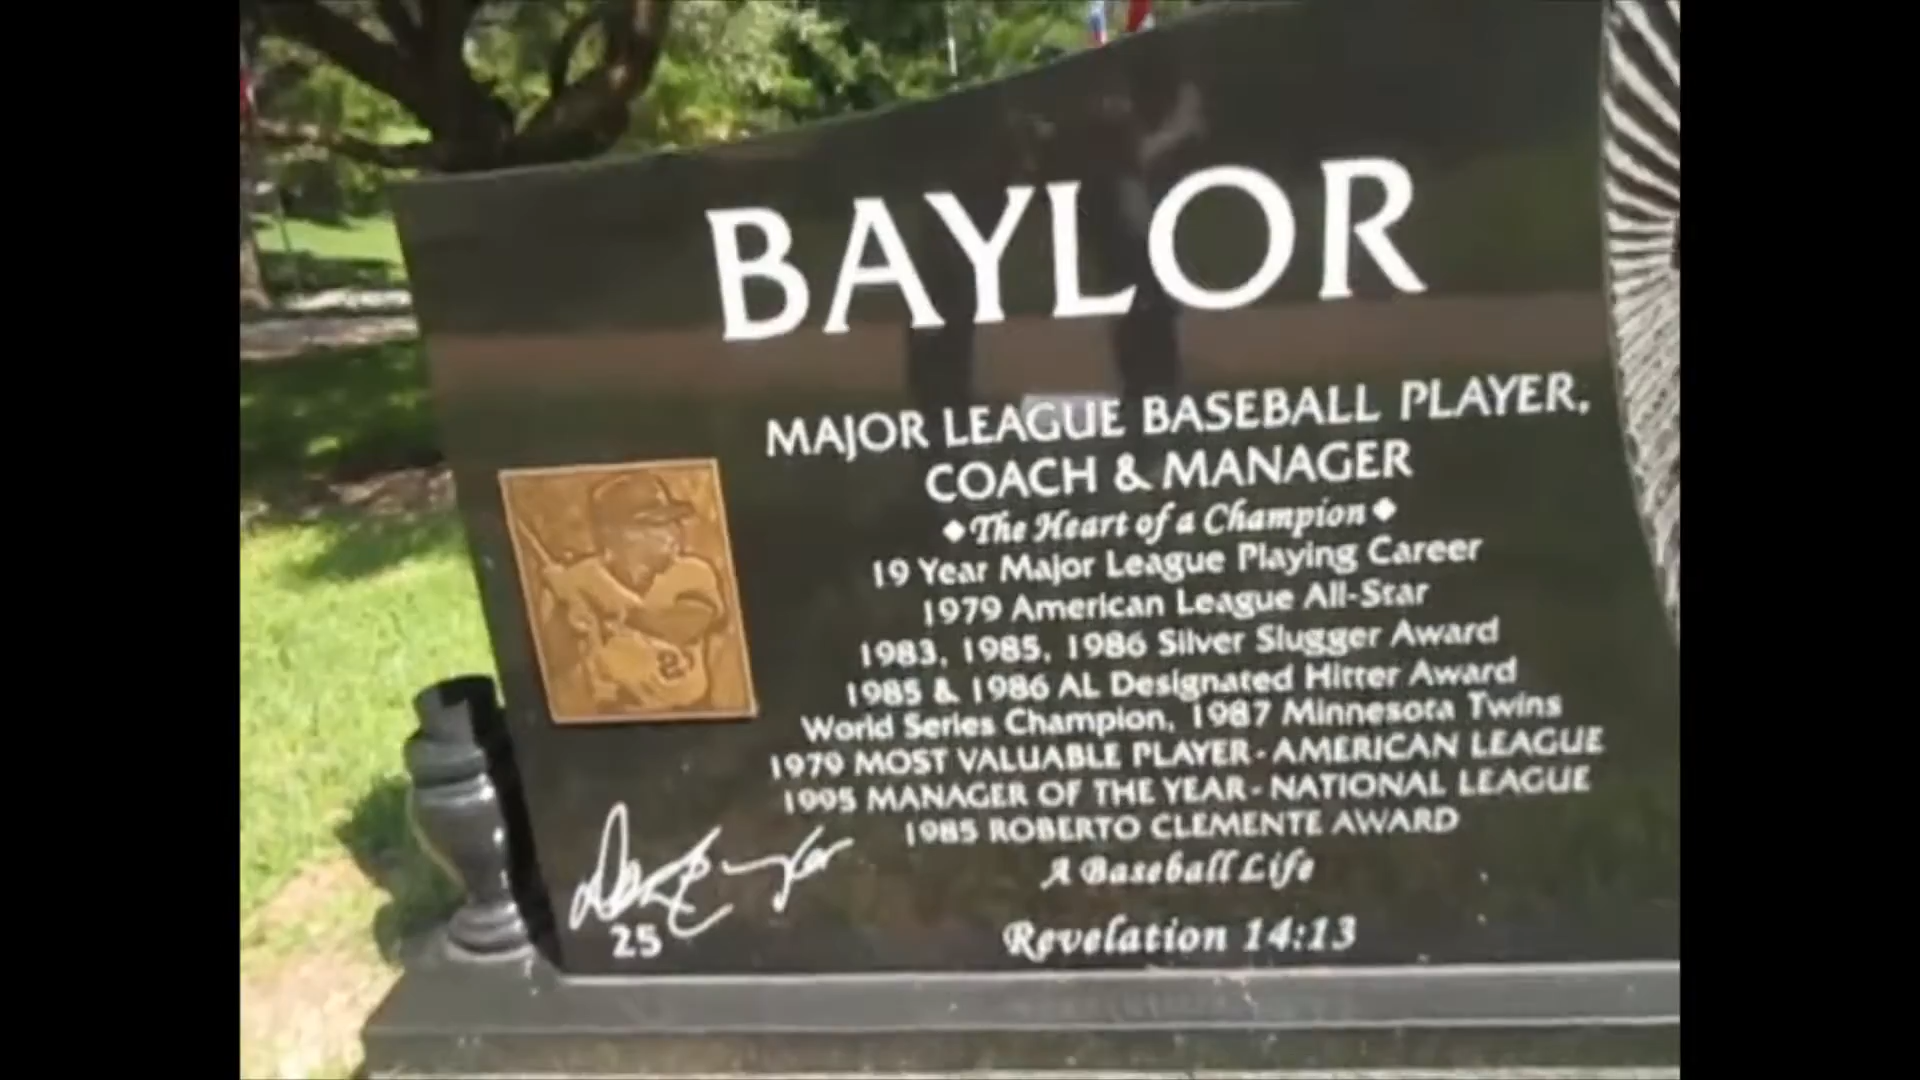 BAYLOR
MAJOR LEAGUE BASEBALL PLAYER,
COACH & MANAGER
◆The Heart of a Champion◆
19 Year Major League Playing Career
1979 American League All-Star
1983, 1985, 1986 Silver Slugger Award
1985 & 1986 AL Designated Hitter Award
World Series Champion, 1987 Minnesota Twins
1979 MOST VALUABLE PLAYER - AMERICAN LEAGUE
1995 MANAGER OF THE YEAR - NATIONAL LEAGUE
1985 ROBERTO CLEMENTE AWARD
A Baseball Life
Revelation 14:13
25
Don Baylor
25